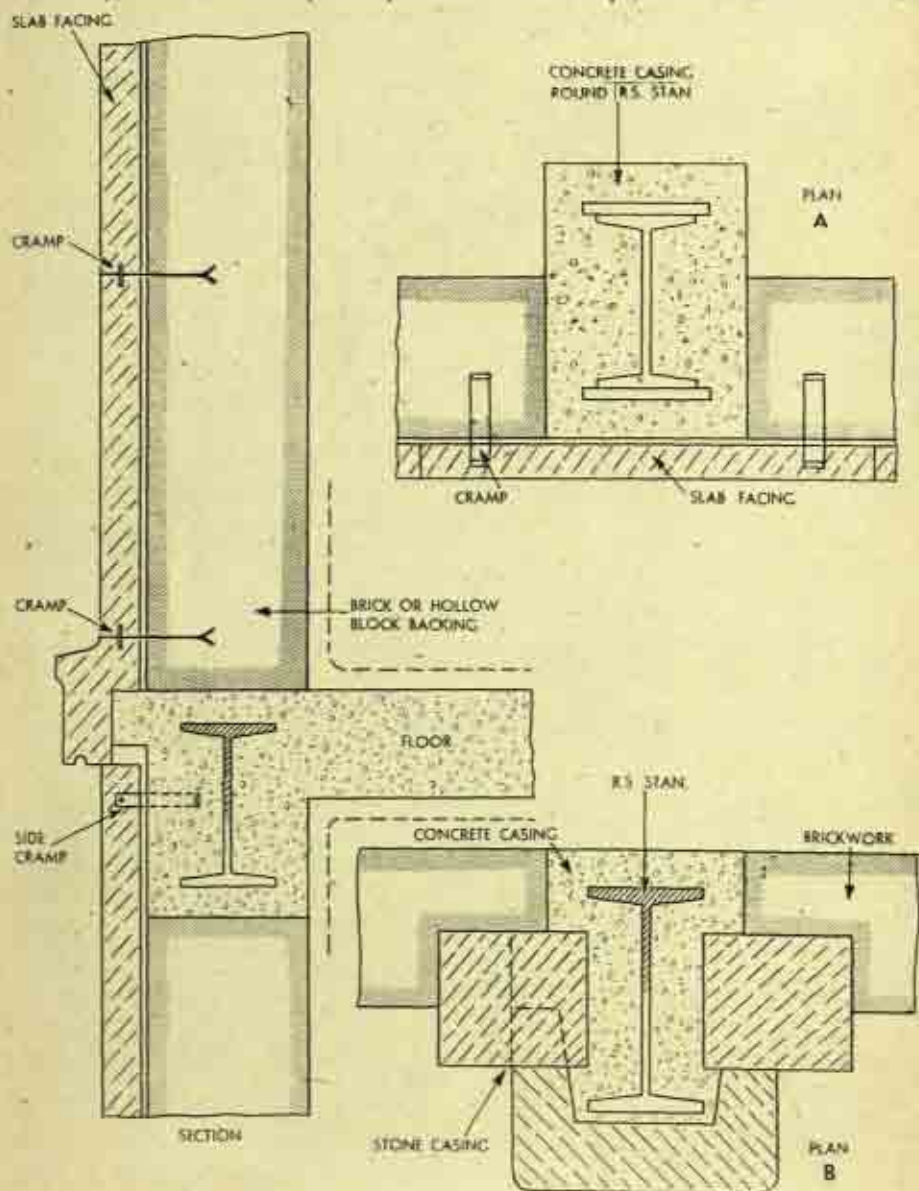 SLAB FACING
CRAMP
CRAMP
BRICK OR HOLLOW
BLOCK BACKING
FLOOR
SIDE
CRAMP
SECTION
CONCRETE CASING
ROUND R.S. STAN
PLAN
A
CRAMP
SLAB FACING
R.S. STAN.
CONCRETE CASING
BRICKWORK
STONE CASING
PLAN
B